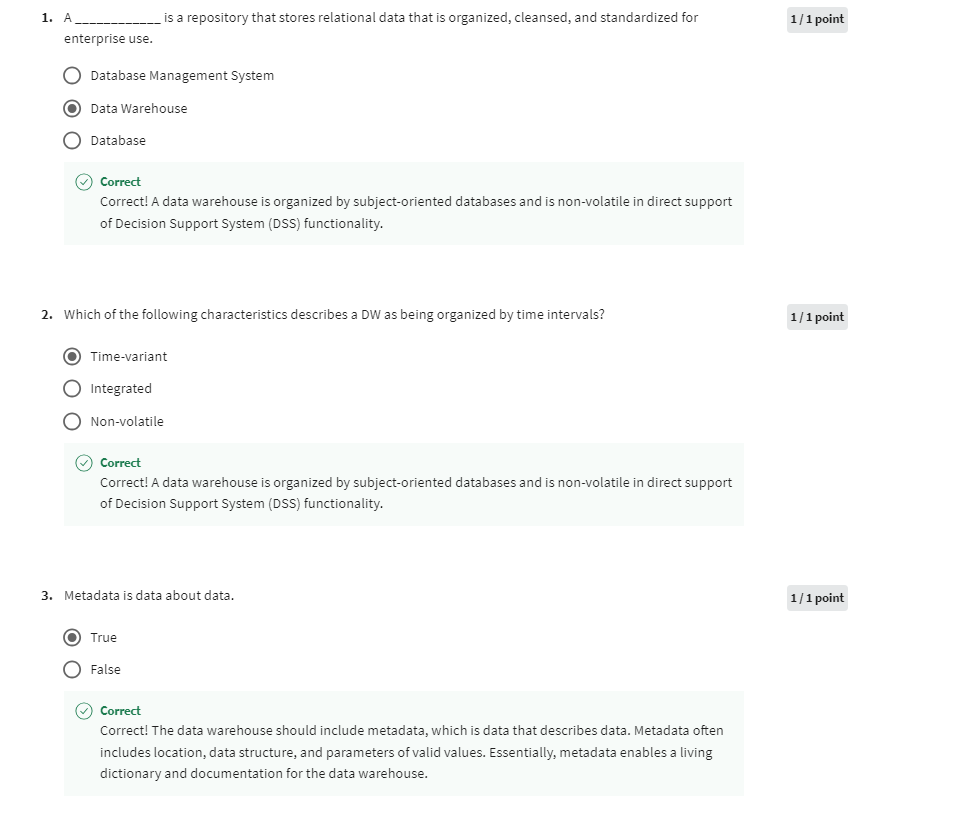 1. A ____________ is a repository that stores relational data that is organized, cleansed, and standardized for
enterprise use.
1 / 1 point
Database Management System
Data Warehouse
Database
Correct
Correct! A data warehouse is organized by subject-oriented databases and is non-volatile in direct support
of Decision Support System (DSS) functionality.
2. Which of the following characteristics describes a DW as being organized by time intervals?
1 / 1 point
Time-variant
Integrated
Non-volatile
Correct
Correct! A data warehouse is organized by subject-oriented databases and is non-volatile in direct support
of Decision Support System (DSS) functionality.
3. Metadata is data about data.
1 / 1 point
True
False
Correct
Correct! The data warehouse should include metadata, which is data that describes data. Metadata often
includes location, data structure, and parameters of valid values. Essentially, metadata enables a living
dictionary and documentation for the data warehouse.